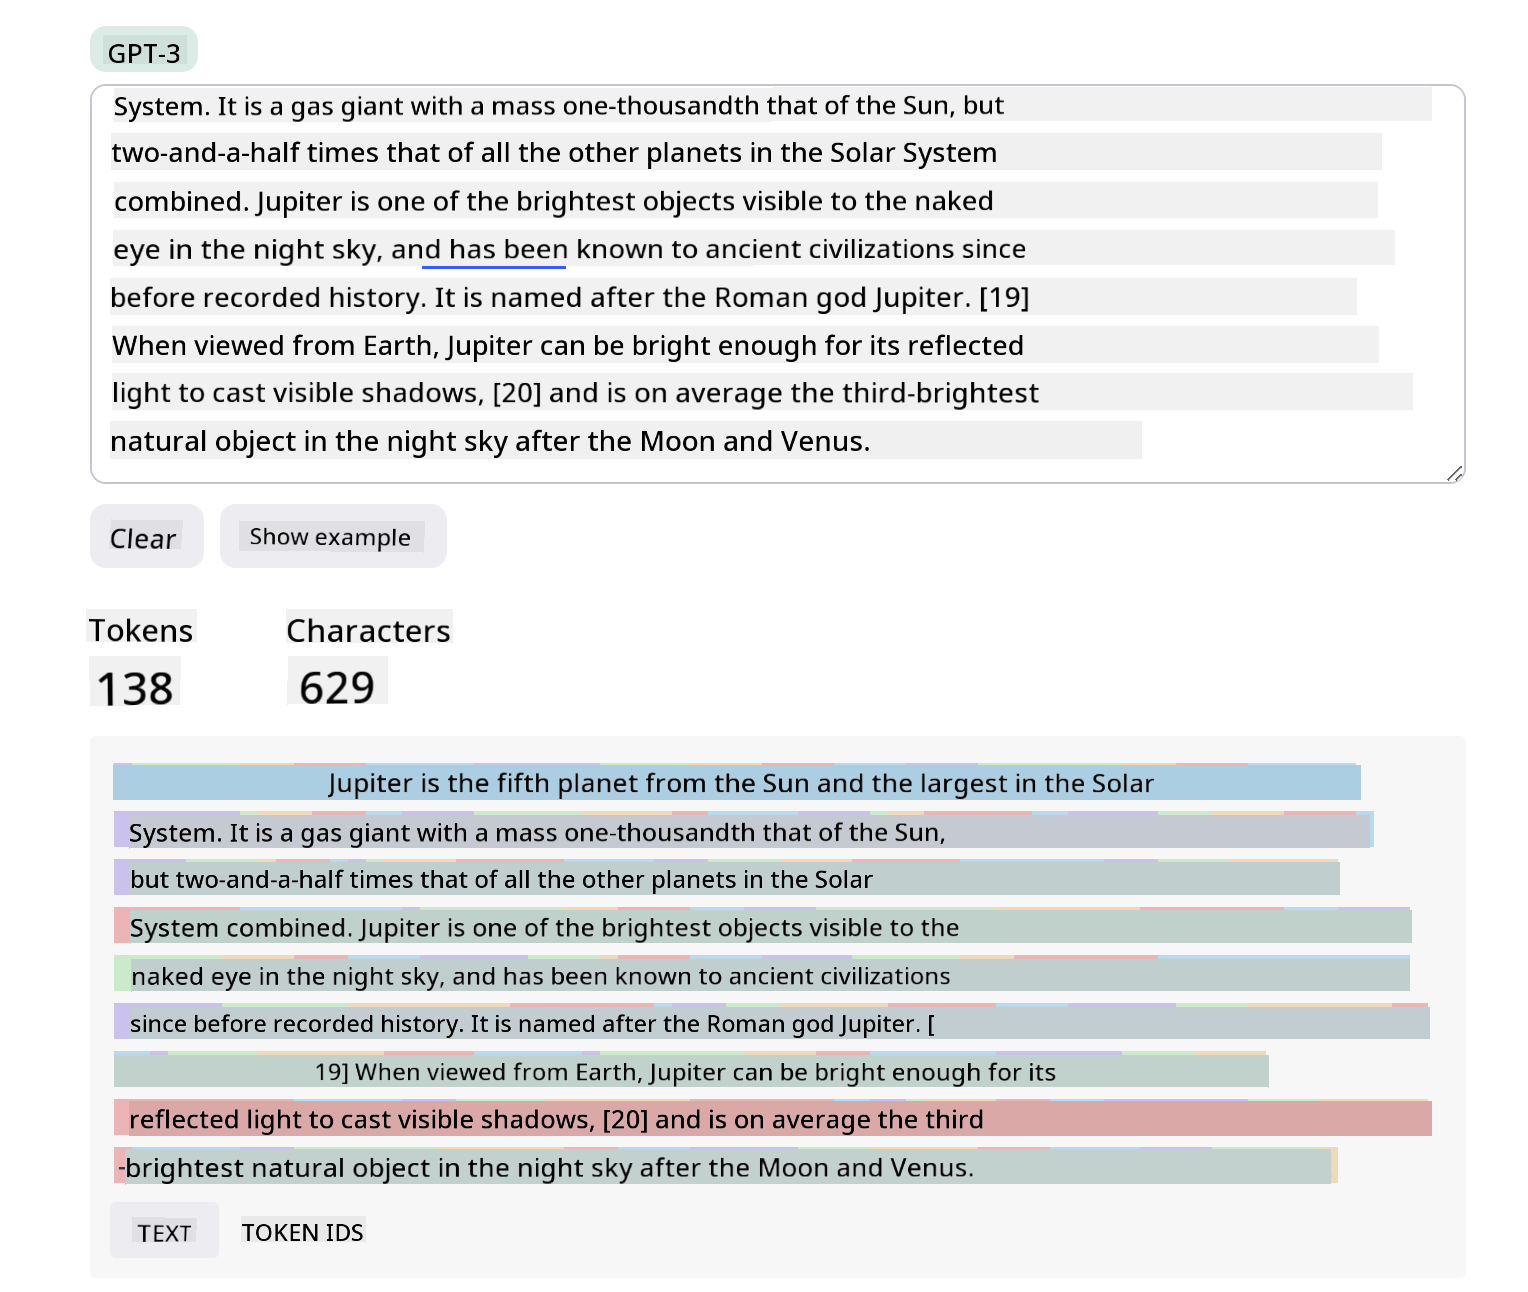 GPT-3
System. It is a gas giant with a mass one-thousandth that of the Sun, but
two-and-a-half times that of all the other planets in the Solar System
combined. Jupiter is one of the brightest objects visible to the naked
eye in the night sky, and has been known to ancient civilizations since
before recorded history. It is named after the Roman god Jupiter. [19]
When viewed from Earth, Jupiter can be bright enough for its reflected
light to cast visible shadows, [20] and is on average the third-brightest
natural object in the night sky after the Moon and Venus.
Clear
Show example
Tokens
Characters
138
629
Jupiter is the fifth planet from the Sun and the largest in the Solar
System. It is a gas giant with a mass one-thousandth that of the Sun,
but two-and-a-half times that of all the other planets in the Solar
System combined. Jupiter is one of the brightest objects visible to the
naked eye in the night sky, and has been known to ancient civilizations
since before recorded history. It is named after the Roman god Jupiter. [
19] When viewed from Earth, Jupiter can be bright enough for its
reflected light to cast visible shadows, [20] and is on average the third
-brightest natural object in the night sky after the Moon and Venus.
TEXT
TOKEN IDS